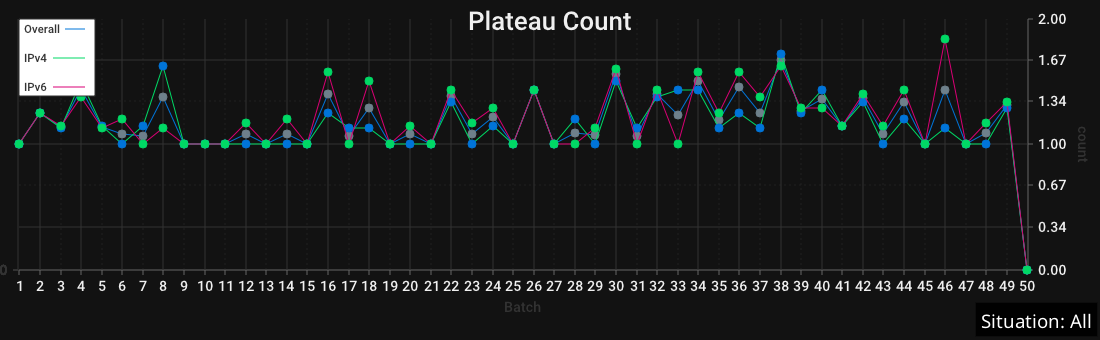 Plateau Count
Overall
IPv4
IPv6
2.00
1.67
1.34
1.00
0.67
0.34
0.00
count
0
1 2 3 4 5 6 7 8 9 10 11 12 13 14 15 16 17 18 19 20 21 22 23 24 25 26 27 28 29 30 31 32 33 34 35 36 37 38 39 40 41 42 43 44 45 46 47 48 49 50
Batch
Situation: All